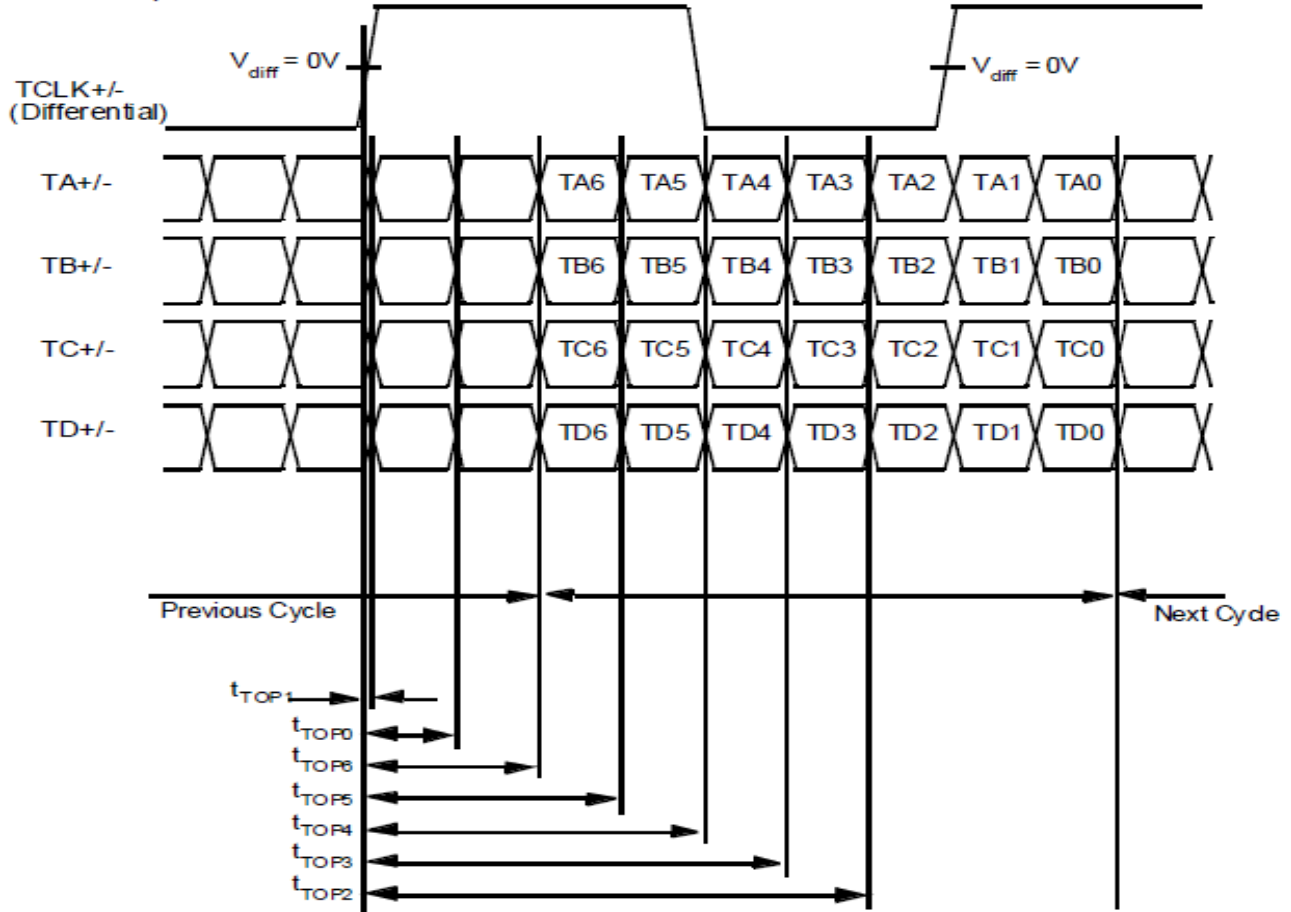 V diff = 0V
V diff = 0V
TCLK+/-
(Differential)
TA+/- TA6 TA5 TA4 TA3 TA2 TA1 TA0
TB+/- TB6 TB5 TB4 TB3 TB2 TB1 TB0
TC+/- TC6 TC5 TC4 TC3 TC2 TC1 TC0
TD+/- TD6 TD5 TD4 TD3 TD2 TD1 TD0
Previous Cycle
Next Cycle
tTOP1
tTOP0
tTOP6
tTOP5
tTOP4
tTOP3
tTOP2